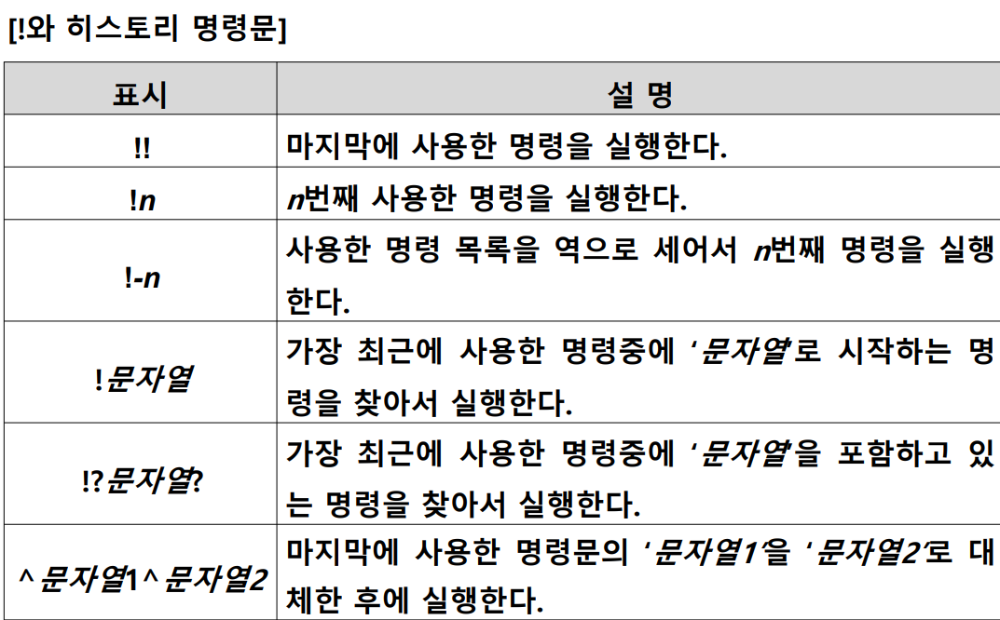 [!와 히스토리 명령문]
표시 설 명
!! 마지막에 사용한 명령을 실행한다.
!n n번째 사용한 명령을 실행한다.
!-n 사용한 명령 목록을 역으로 세어서 n번째 명령을 실행
한다.
!문자열 가장 최근에 사용한 명령중에 ‘문자열’로 시작하는 명
령을 찾아서 실행한다.
!?문자열? 가장 최근에 사용한 명령중에 ‘문자열’을 포함하고 있
는 명령을 찾아서 실행한다.
^문자열1^문자열2 마지막에 사용한 명령문의 ‘문자열1’을 ‘문자열2’로 대
체한 후에 실행한다.